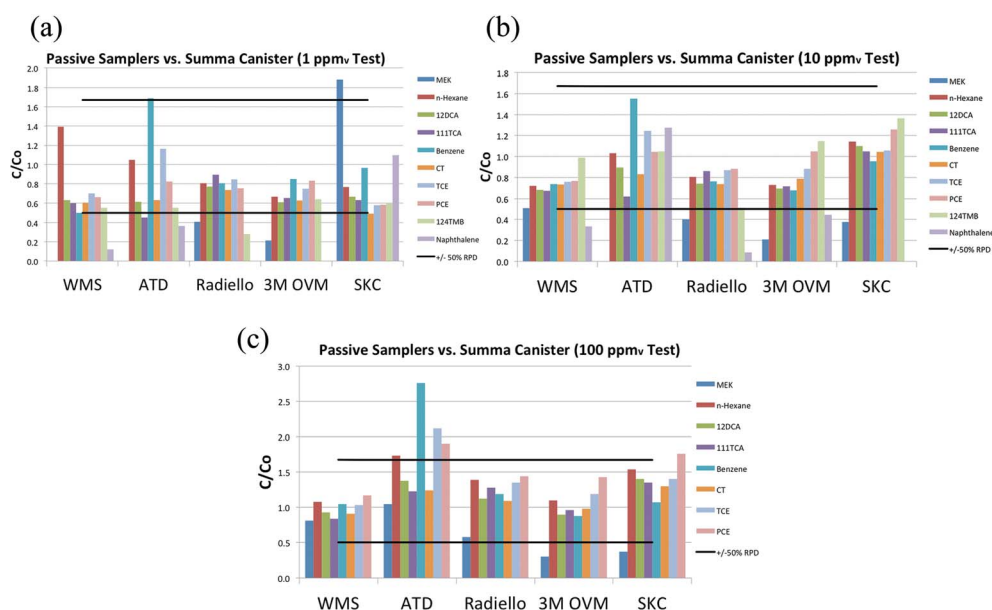 (a)
Passive Samplers vs. Summa Canister (1 ppmv Test)
C/Co
2.0
1.8
1.6
1.4
1.2
1.0
0.8
0.6
0.4
0.2
0.0
WMS ATD Radiello 3M OVM SKC
MEK
n-Hexane
12DCA
111TCA
Benzene
CT
TCE
PCE
124TMB
Naphthalene
+/- 50% RPD
(b)
Passive Samplers vs. Summa Canister (10 ppmv Test)
C/Co
1.8
1.6
1.4
1.2
1.0
0.8
0.6
0.4
0.2
0.0
WMS ATD Radiello 3M OVM SKC
MEK
n-Hexane
12DCA
111TCA
Benzene
CT
TCE
PCE
124TMB
Naphthalene
+/- 50% RPD
(c)
Passive Samplers vs. Summa Canister (100 ppmv Test)
C/Co
3.0
2.5
2.0
1.5
1.0
0.5
0.0
WMS ATD Radiello 3M OVM SKC
MEK
n-Hexane
12DCA
111TCA
Benzene
CT
TCE
PCE
+/-50% RPD